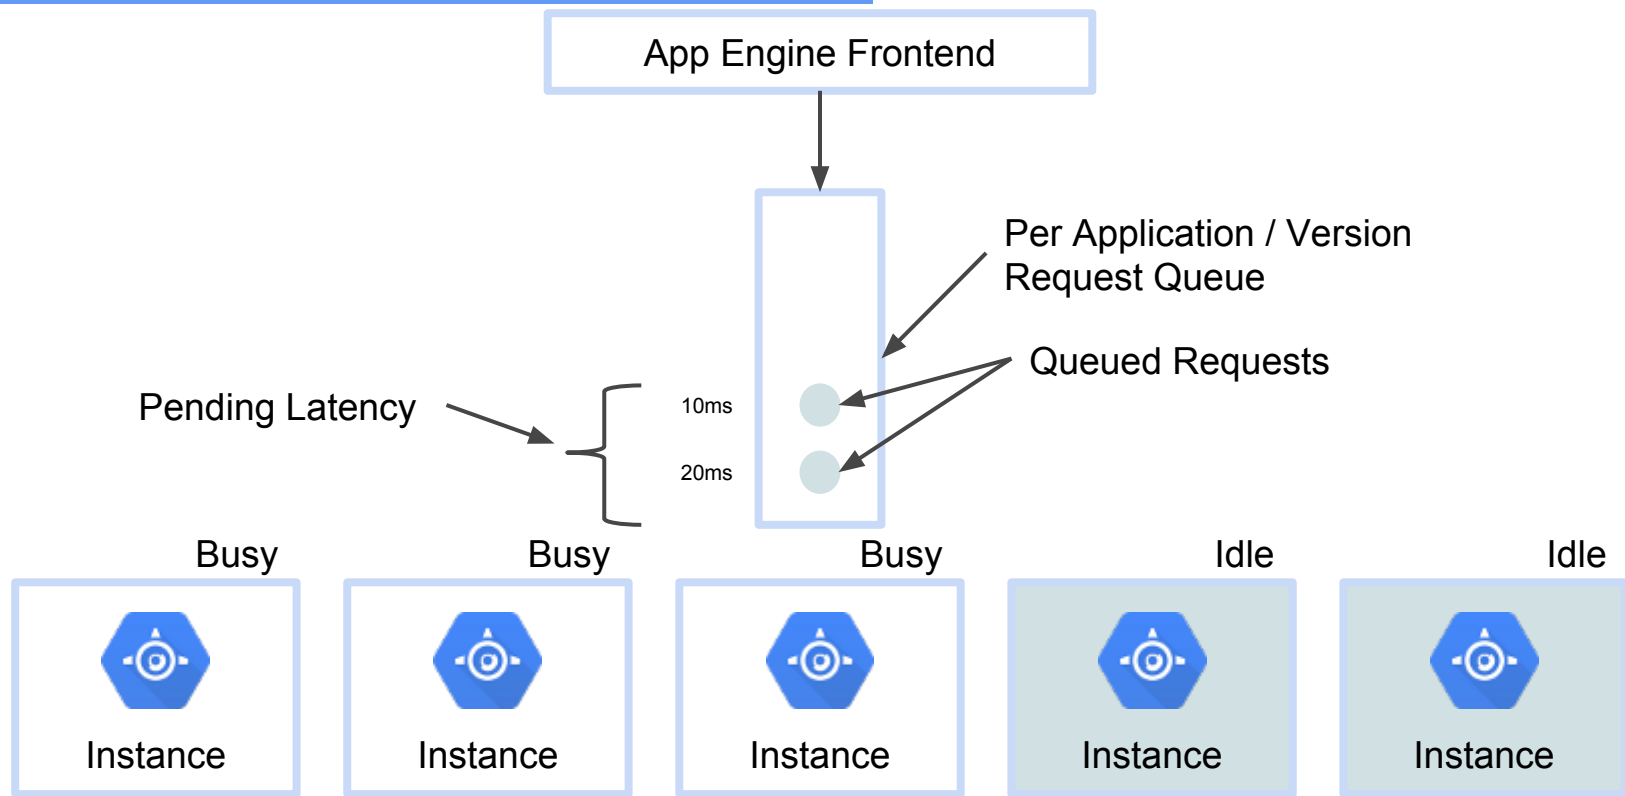 App Engine Frontend
Per Application / Version
Request Queue
Queued Requests
Pending Latency
10ms
20ms
Busy
Busy
Busy
Idle
Idle
Instance
Instance
Instance
Instance
Instance